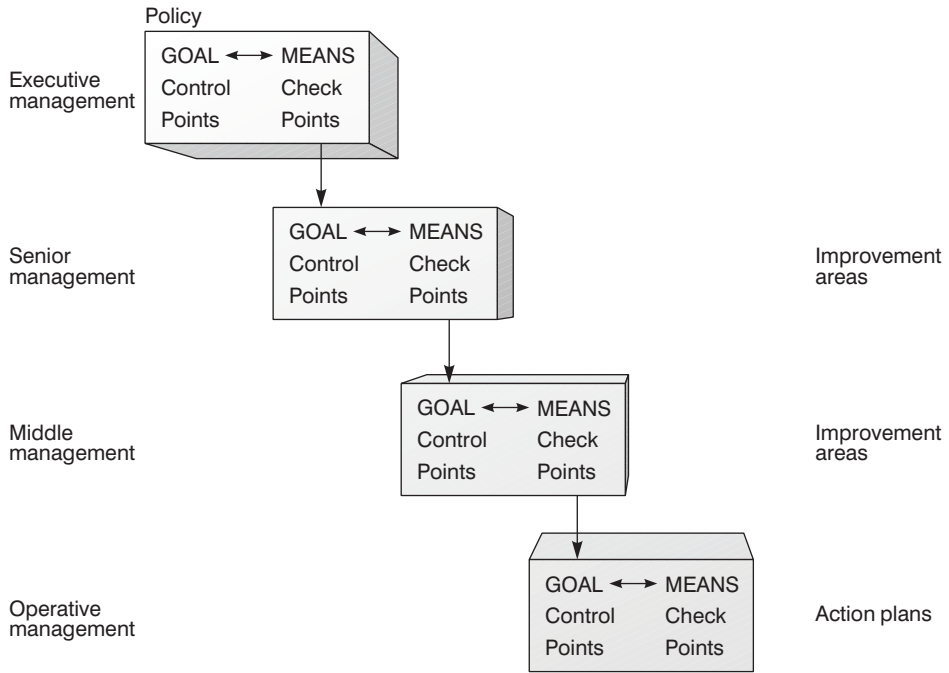 Policy
GOAL MEANS
Executive
management
Control Check
Points Points
GOAL MEANS
Senior
management
Control Check
Points Points
Improvement
areas
GOAL MEANS
Middle
management
Control Check
Points Points
Improvement
areas
GOAL MEANS
Operative
management
Control Check
Points Points
Action plans